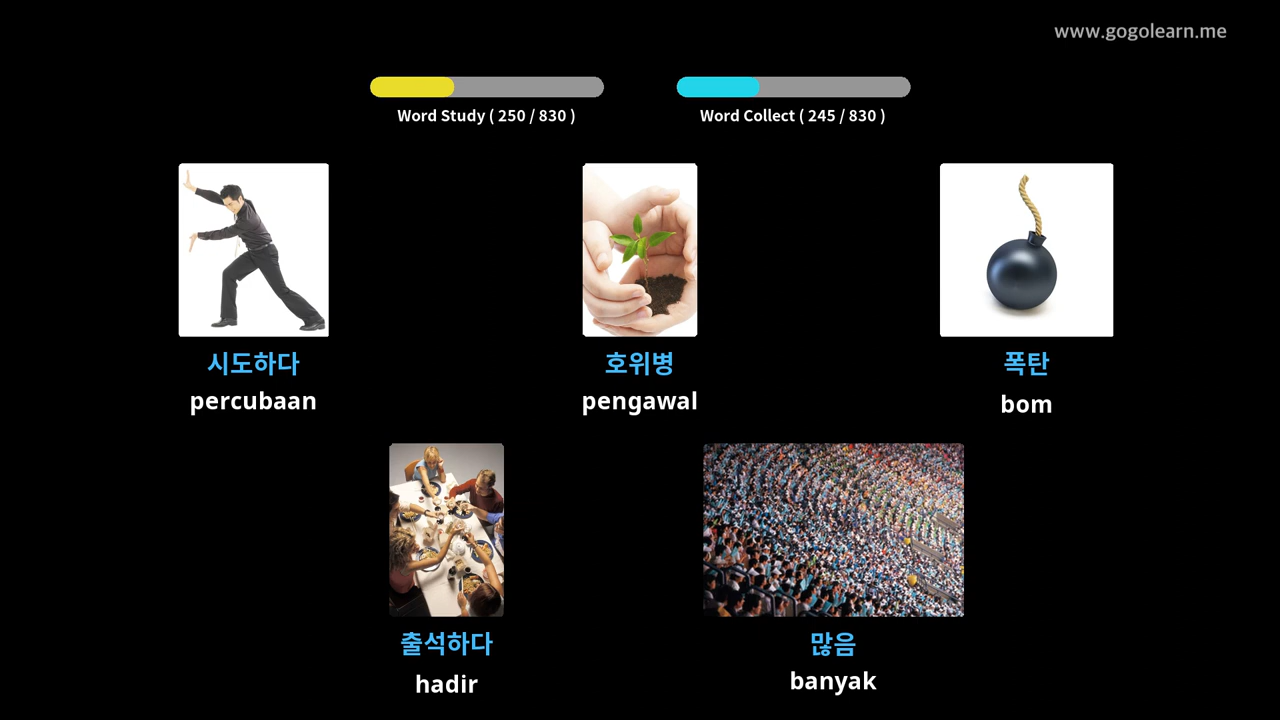 www.gogolearn.me
Word Study ( 250 / 830 )
Word Collect ( 245 / 830 )
시도하다
percubaan
호위병
pengawal
폭탄
bom
출석하다
hadir
많음
banyak